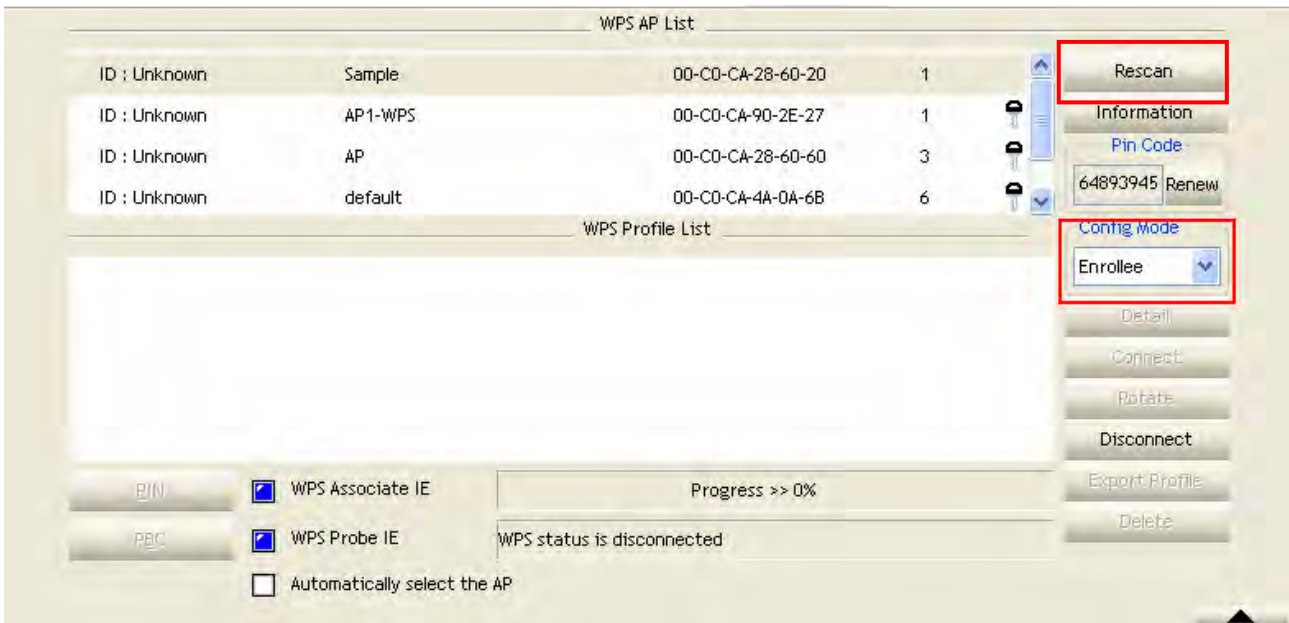 WPS AP List
ID : Unknown Sample 00-C0-CA-28-60-20 1
ID : Unknown AP1-WPS 00-C0-CA-90-2E-27 1
ID : Unknown AP 00-C0-CA-28-60-60 3
ID : Unknown default 00-C0-CA-4A-0A-6B 6
Rescan
Information
Pin Code
64893945 Renew
WPS Profile List
Config Mode
Enrollee
Detail
Connect
Rotate
Disconnect
Export Profile
Delete
PIN WPS Associate IE Progress >> 0%
PBC WPS Probe IE WPS status is disconnected
Automatically select the AP